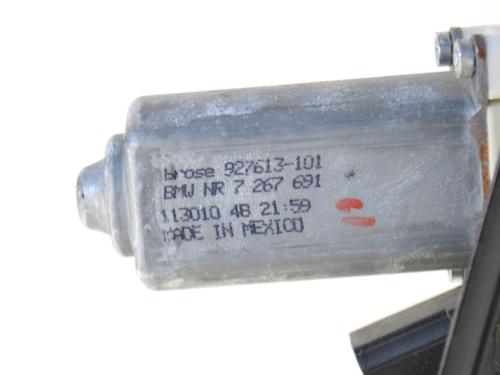 brose 927613-101
BMW NR 7 267 691
113010 4B 21:59
MADE IN MEXICO